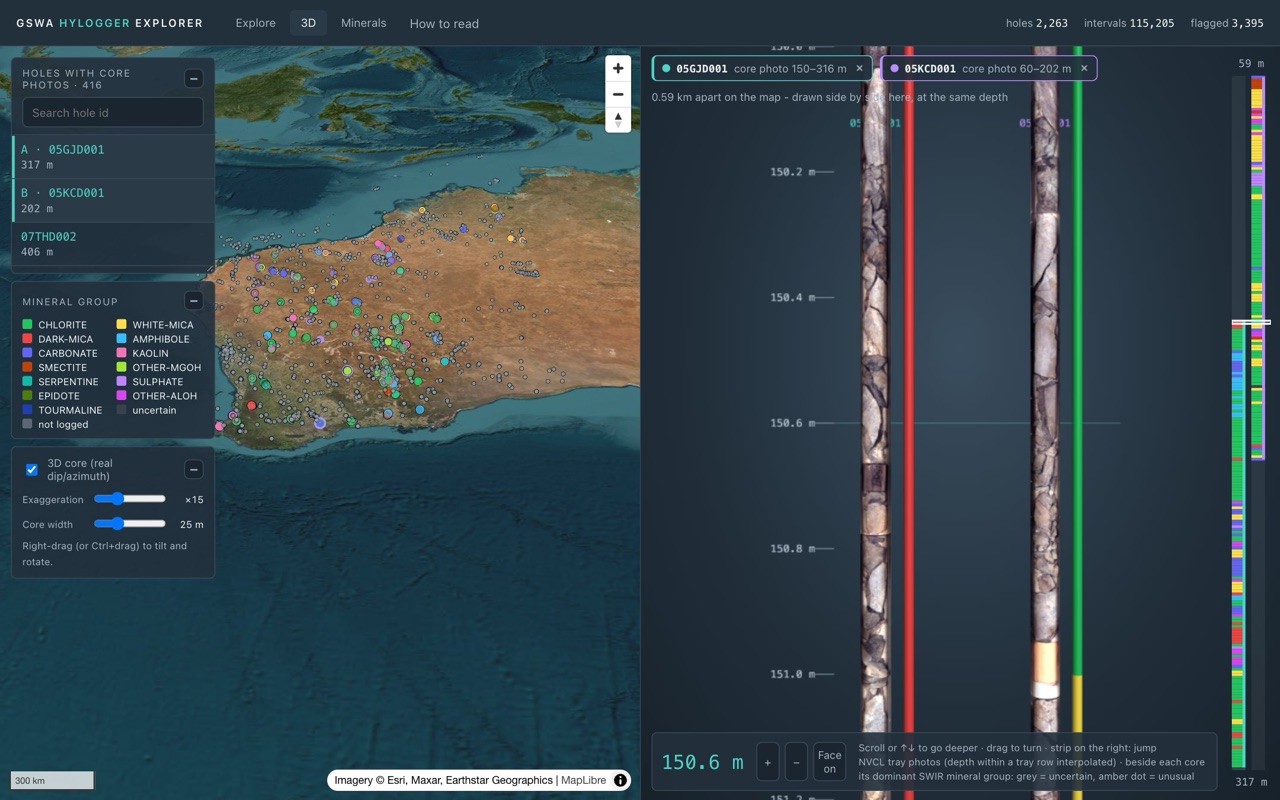 GSWA HYLOGGER EXPLORER
Explore
3D
Minerals
How to read
holes 2,263
intervals 115,205
flagged 3,395
HOLES WITH CORE
PHOTOS · 416
−
Search hole id
A · 05GJD001
317 m
B · 05KCD001
202 m
07THD002
406 m
MINERAL GROUP
−
CHLORITE
WHITE-MICA
DARK-MICA
AMPHIBOLE
CARBONATE
KAOLIN
SMECTITE
OTHER-MGOH
SERPENTINE
SULPHATE
EPIDOTE
OTHER-ALOH
TOURMALINE
uncertain
not logged
3D core (real
dip/azimuth)
−
Exaggeration
×15
Core width
25 m
Right-drag (or Ctrl+drag) to tilt and
rotate.
+
−
300 km
Imagery © Esri, Maxar, Earthstar Geographics | MapLibre
150.0 m
05GJD001 core photo 150–316 m ×
05KCD001 core photo 60–202 m ×
0.59 km apart on the map - drawn side by side here, at the same depth
150.2 m
150.4 m
150.6 m
150.8 m
151.0 m
151.2 m
59 m
317 m
150.6 m
+
−
Face
on
Scroll or ↑↓ to go deeper · drag to turn · strip on the right: jump
NVCL tray photos (depth within a tray row interpolated) · beside each core
its dominant SWIR mineral group: grey = uncertain, amber dot = unusual